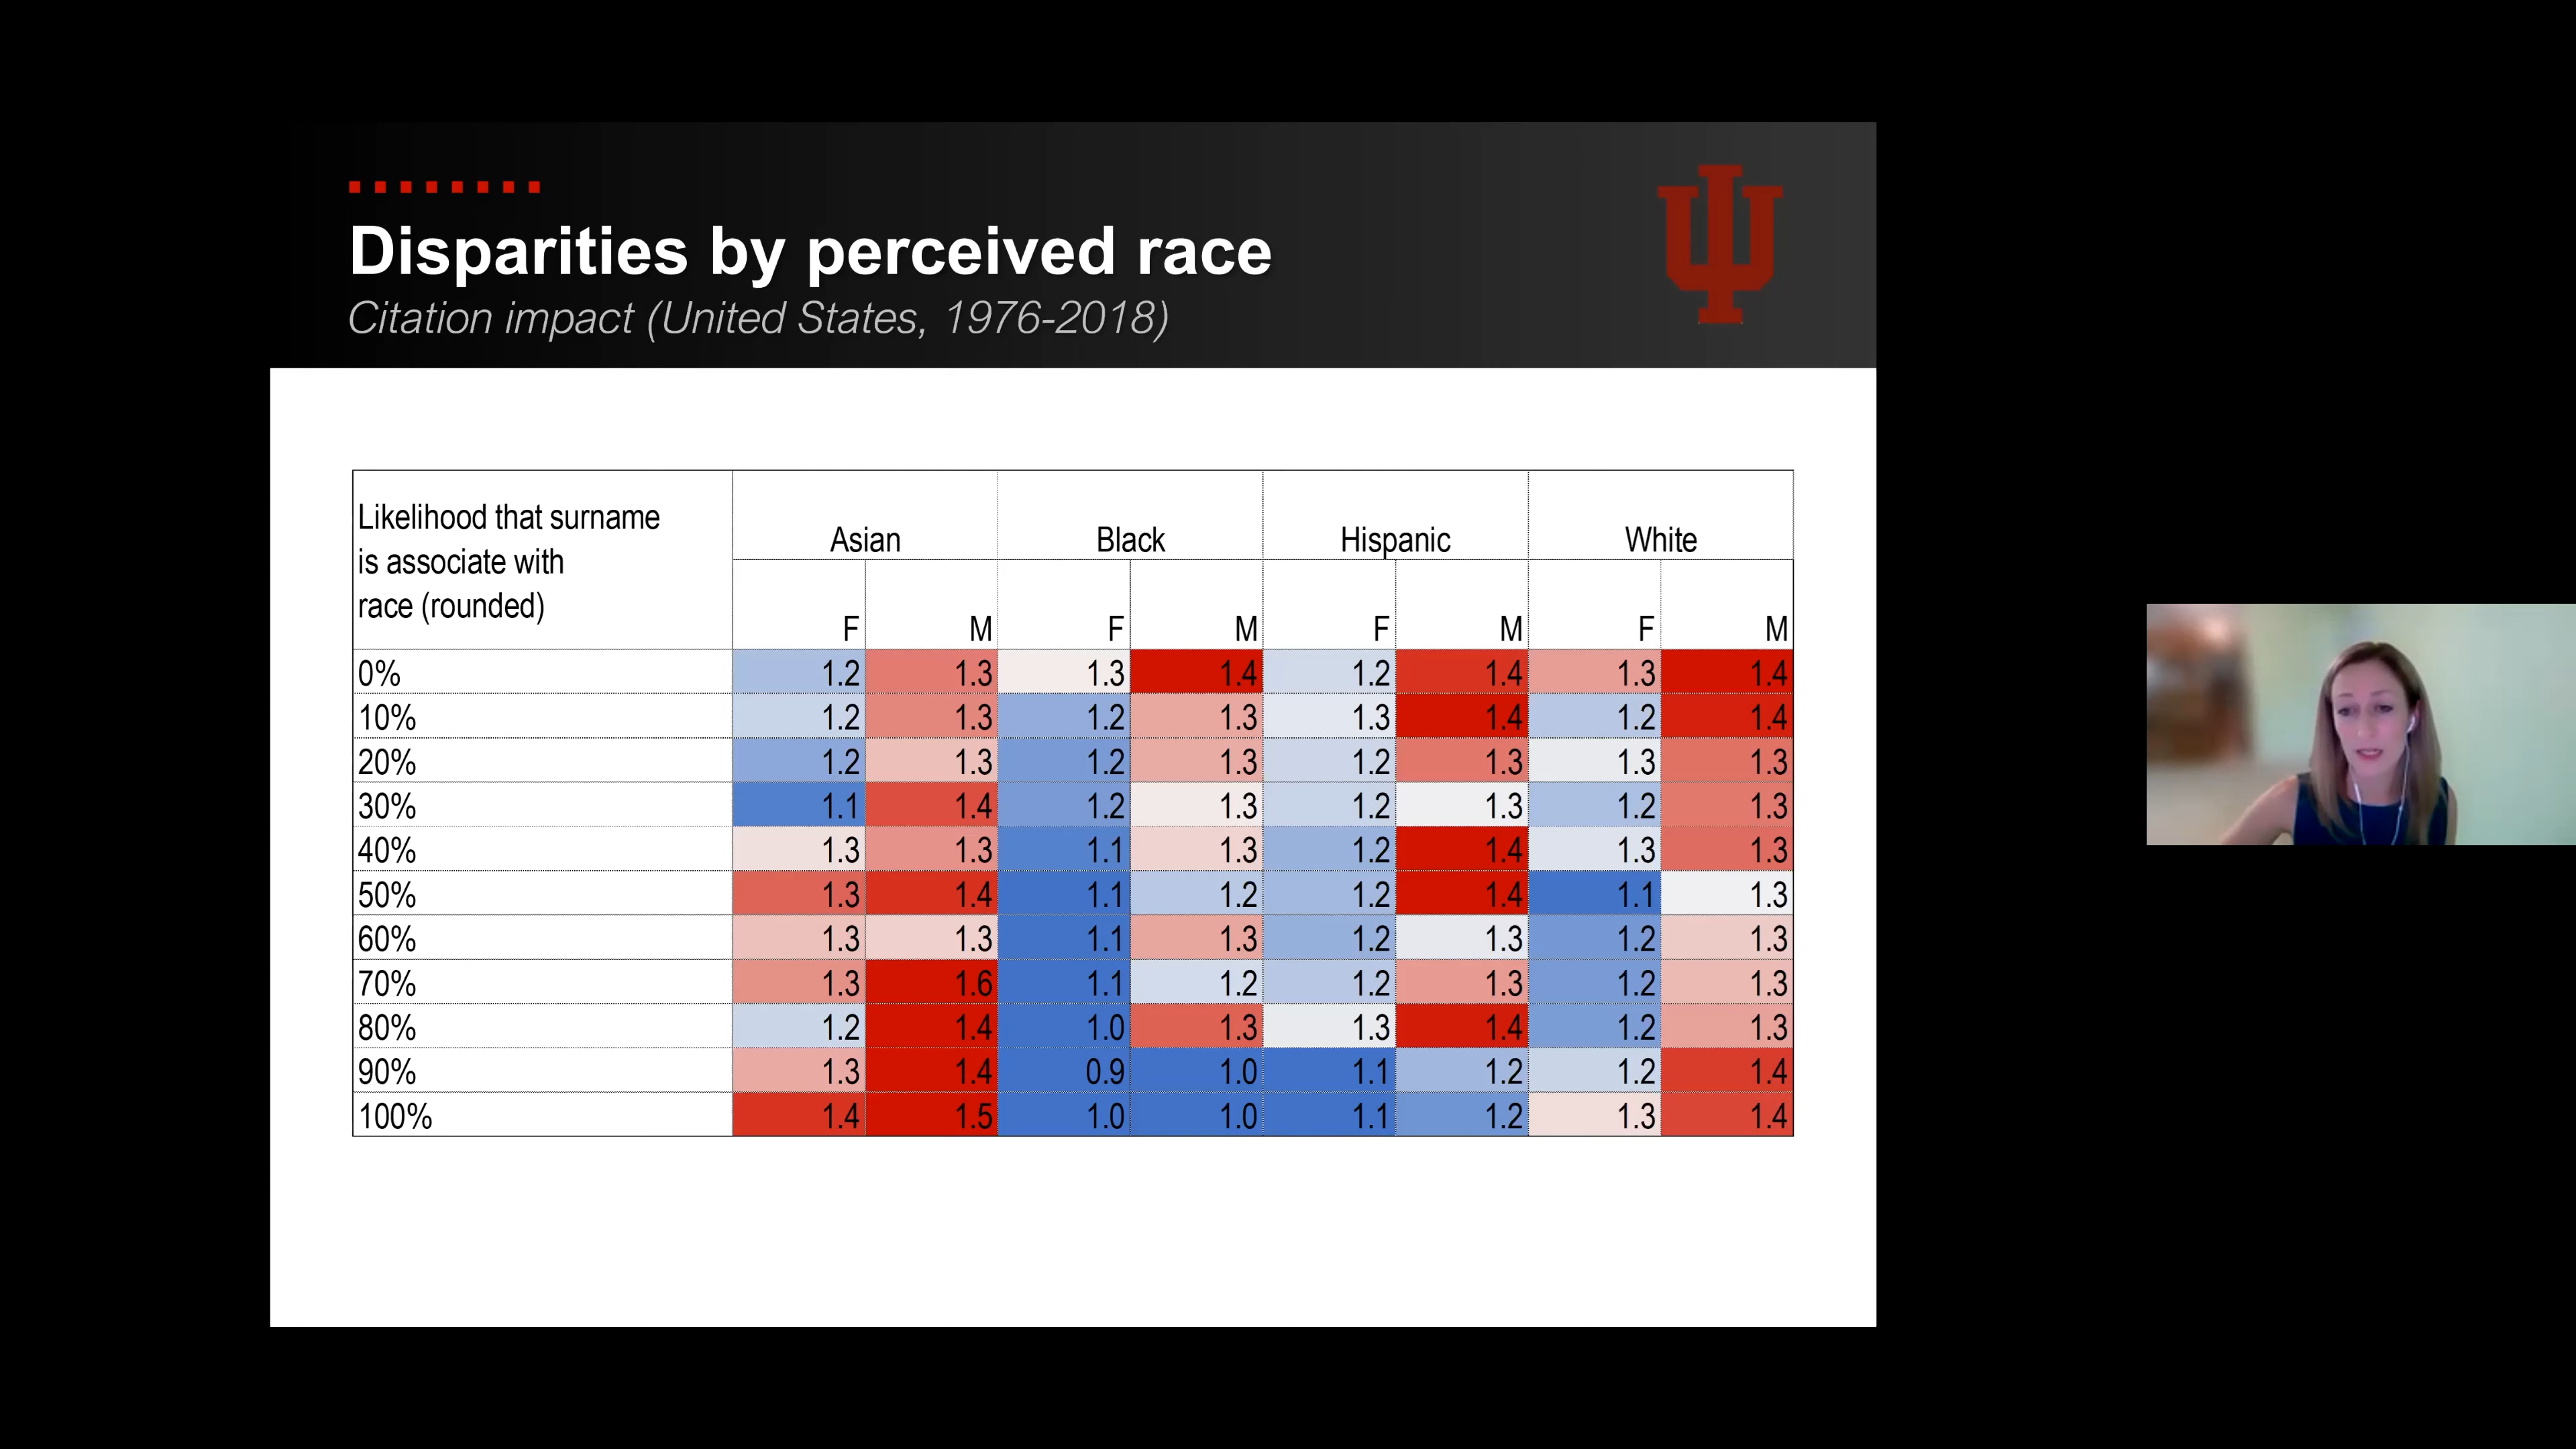 Disparities by perceived race
Citation impact (United States, 1976-2018)
Likelihood that surname
is associate with
race (rounded)
Asian Black Hispanic White
F M F M F M F M
0% 1.2 1.3 1.3 1.4 1.2 1.4 1.3 1.4
10% 1.2 1.3 1.2 1.3 1.3 1.4 1.2 1.4
20% 1.2 1.3 1.2 1.3 1.2 1.3 1.3 1.3
30% 1.1 1.4 1.2 1.3 1.2 1.3 1.2 1.3
40% 1.3 1.3 1.1 1.3 1.2 1.4 1.3 1.3
50% 1.3 1.4 1.1 1.2 1.2 1.4 1.1 1.3
60% 1.3 1.3 1.1 1.3 1.2 1.3 1.2 1.3
70% 1.3 1.6 1.1 1.2 1.2 1.3 1.2 1.3
80% 1.2 1.4 1.0 1.3 1.3 1.4 1.2 1.3
90% 1.3 1.4 0.9 1.0 1.1 1.2 1.2 1.4
100% 1.4 1.5 1.0 1.0 1.1 1.2 1.3 1.4